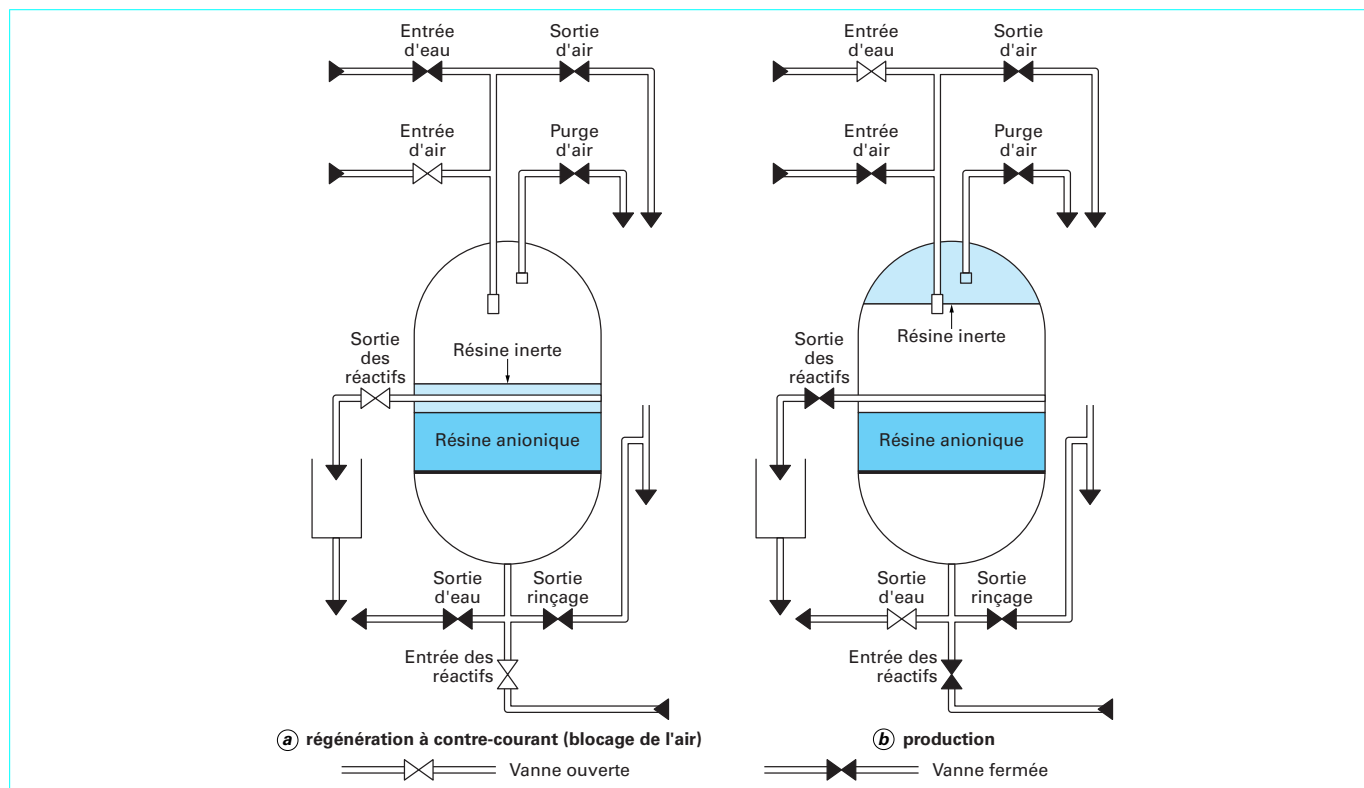 Entrée
d'eau
Sortie
d'air
Entrée
d'air
Purge
d'air
Sortie
des
réactifs
Résine inerte
Résine anionique
Sortie
d'eau
Sortie
rinçage
Entrée des
réactifs
a régénération à contre-courant (blocage de l'air)
Entrée
d'eau
Sortie
d'air
Entrée
d'air
Purge
d'air
Résine inerte
Sortie
des
réactifs
Résine anionique
Sortie
d'eau
Sortie
rinçage
Entrée des
réactifs
b production
Vanne ouverte
Vanne fermée